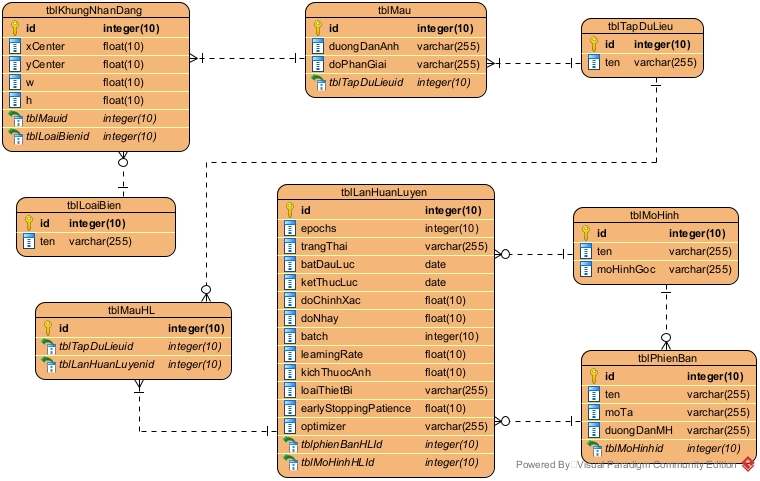 tblKhungNhanDang
id integer(10)
xCenter float(10)
yCenter float(10)
w float(10)
h float(10)
tblMauid integer(10)
tblLoaiBienid integer(10)
tblMau
id integer(10)
duongDanAnh varchar(255)
doPhanGiai varchar(255)
tblTapDuLieuid integer(10)
tblTapDuLieu
id integer(10)
ten varchar(255)
tblLoaiBien
id integer(10)
ten varchar(255)
tblLanHuanLuyen
id integer(10)
epochs integer(10)
trangThai varchar(255)
batDauLuc date
ketThucLuc date
doChinhXac float(10)
doNhay float(10)
batch integer(10)
learningRate float(10)
kichThuocAnh float(10)
loaiThietBi varchar(255)
earlyStoppingPatience float(10)
optimizer varchar(255)
tblphienBanHLId integer(10)
tblMoHinhHLId integer(10)
tblMoHinh
id integer(10)
ten varchar(255)
moHinhGoc varchar(255)
tblMauHL
id integer(10)
tblTapDuLieuid integer(10)
tblLanHuanLuyenid integer(10)
tblPhienBan
id integer(10)
ten varchar(255)
moTa varchar(255)
duongDanMH varchar(255)
tblMoHinhid integer(10)
Powered By Visual Paradigm Community Edition